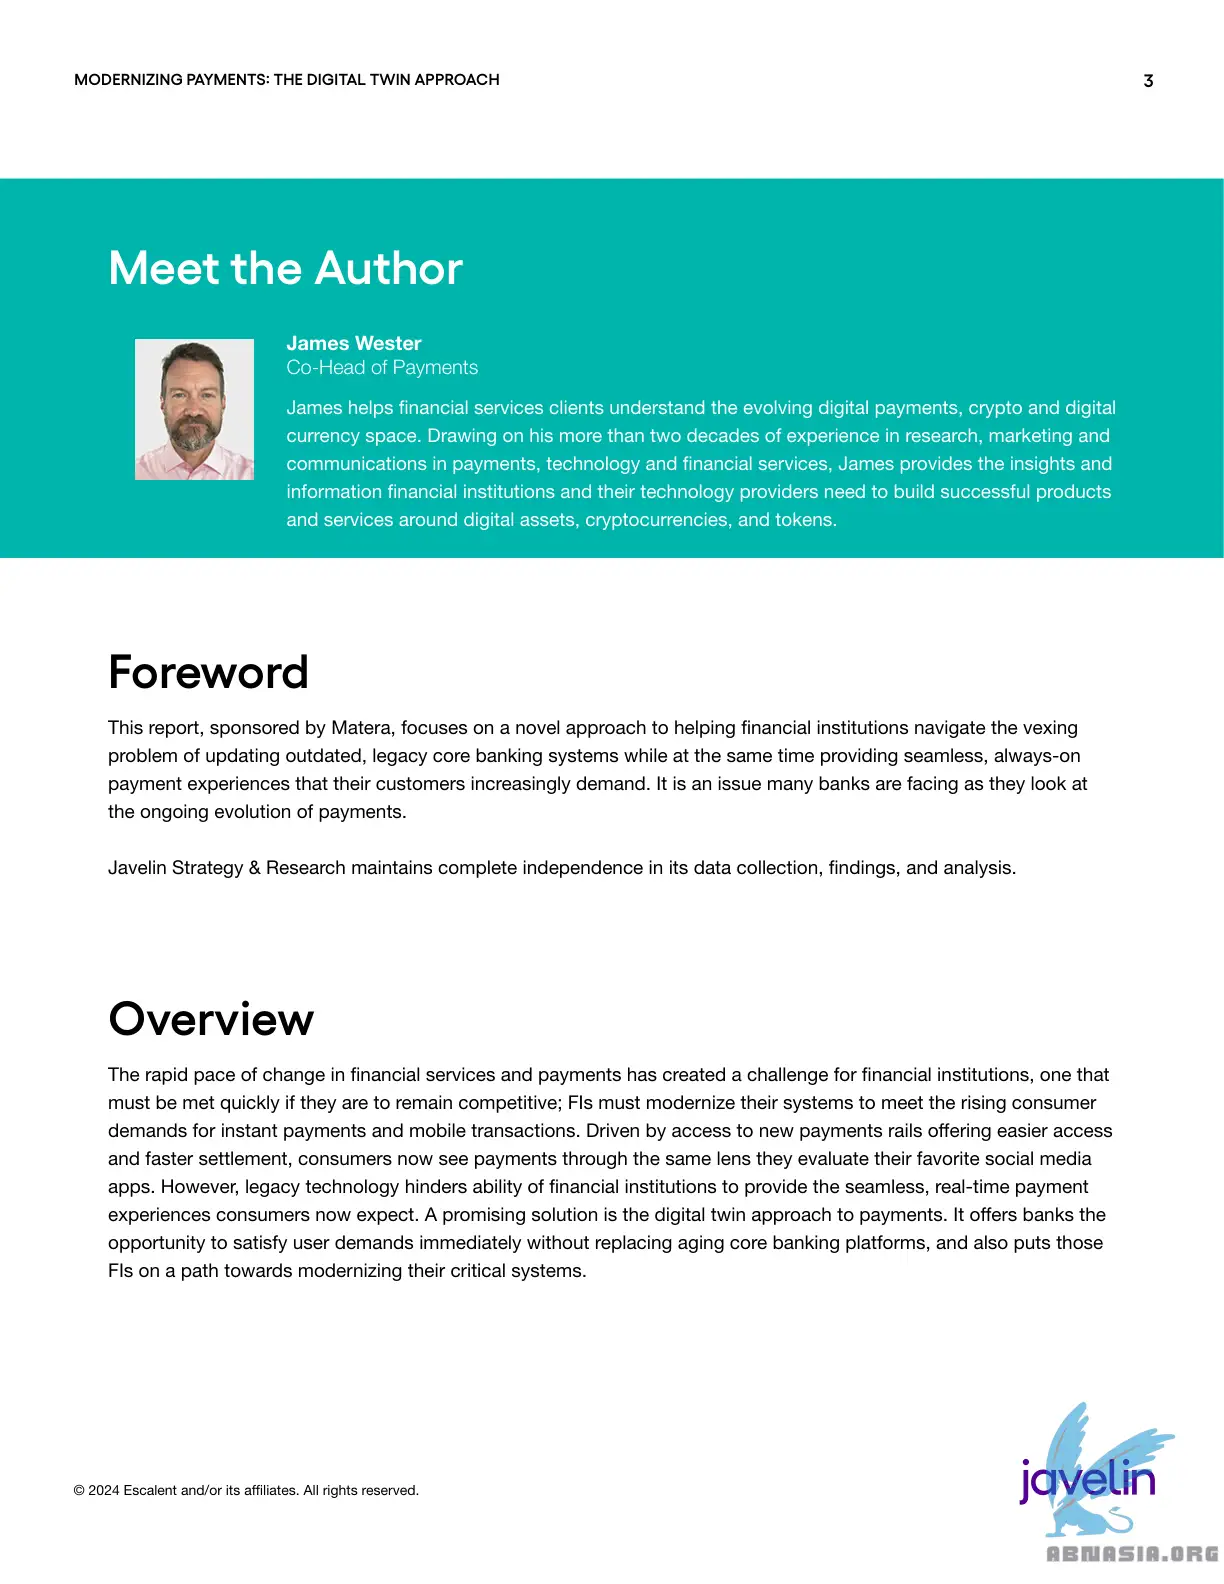 MODERNIZING PAYMENTS: THE DIGITAL TWIN APPROACH
3
Meet the Author
James Wester
Co-Head of Payments
James helps financial services clients understand the evolving digital payments, crypto and digital
currency space. Drawing on his more than two decades of experience in research, marketing and
communications in payments, technology and financial services, James provides the insights and
information financial institutions and their technology providers need to build successful products
and services around digital assets, cryptocurrencies, and tokens.
Foreword
This report, sponsored by Matera, focuses on a novel approach to helping financial institutions navigate the vexing
problem of updating outdated, legacy core banking systems while at the same time providing seamless, always-on
payment experiences that their customers increasingly demand. It is an issue many banks are facing as they look at
the ongoing evolution of payments.
Javelin Strategy & Research maintains complete independence in its data collection, findings, and analysis.
Overview
The rapid pace of change in financial services and payments has created a challenge for financial institutions, one that
must be met quickly if they are to remain competitive; FIs must modernize their systems to meet the rising consumer
demands for instant payments and mobile transactions. Driven by access to new payments rails offering easier access
and faster settlement, consumers now see payments through the same lens they evaluate their favorite social media
apps. However, legacy technology hinders ability of financial institutions to provide the seamless, real-time payment
experiences consumers now expect. A promising solution is the digital twin approach to payments. It offers banks the
opportunity to satisfy user demands immediately without replacing aging core banking platforms, and also puts those
FIs on a path towards modernizing their critical systems.
© 2024 Escalent and/or its affiliates. All rights reserved.
javelin
ABNASIA.ORG